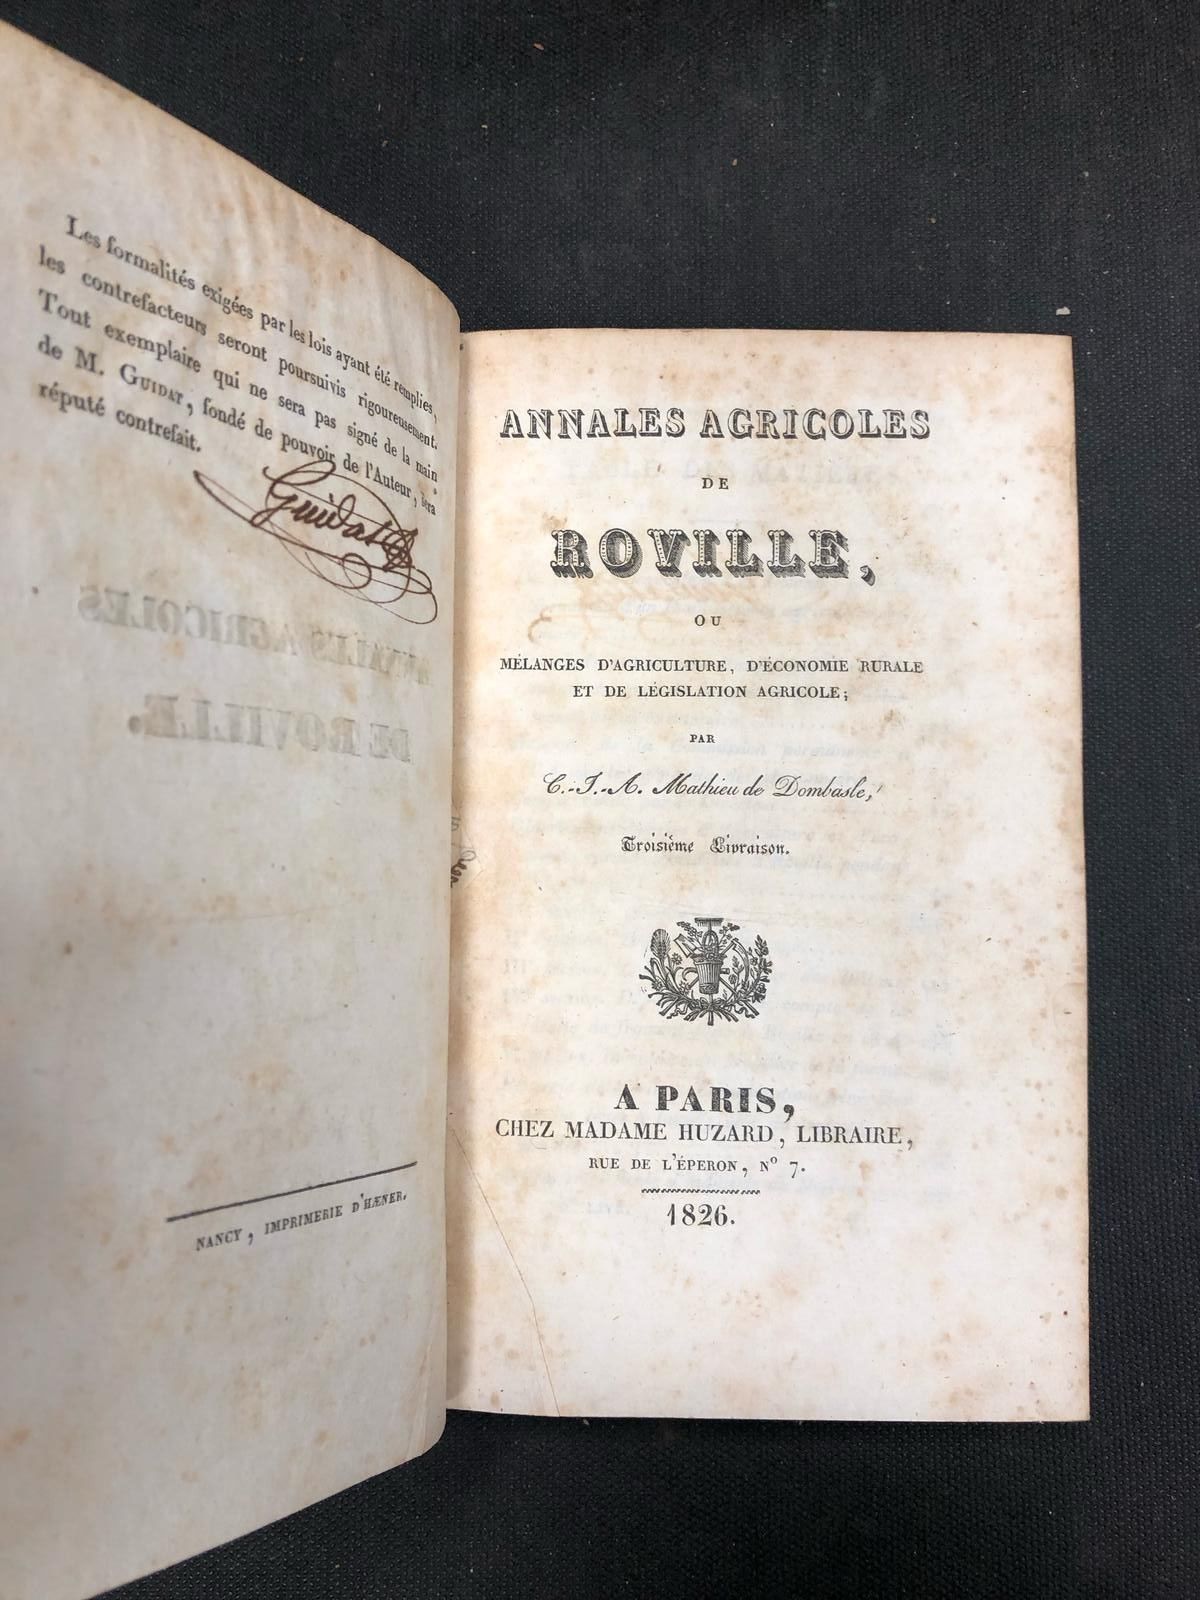 Les formalités exigées par les lois ayant été remplies,
les contrefacteurs seront poursuivis rigoureusement.
Tout exemplaire qui ne sera pas signé de la main
de M. GUIDAT, fondé de pouvoir de l'Auteur, sera
réputé contrefait.
Guidat
NANCY, IMPRIMERIE D'HÆNER.
ANNALES AGRICOLES
DE
ROVILLE,
OU
MÉLANGES D'AGRICULTURE, D'ÉCONOMIE RURALE
ET DE LÉGISLATION AGRICOLE;
PAR
C.-J.-A. Mathieu de Dombasle,
Troisième Livraison.
A PARIS,
CHEZ MADAME HUZARD, LIBRAIRE,
RUE DE L'ÉPERON, Nº 7.
1826.